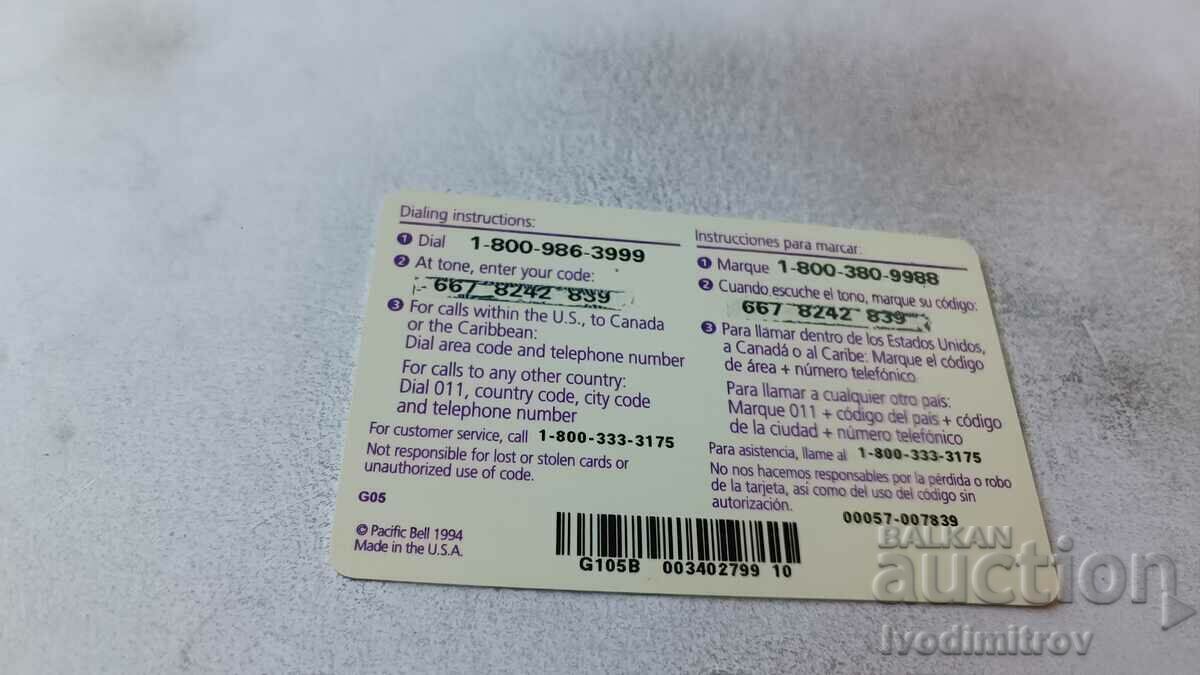 Dialing instructions:
❶ Dial 1-800-986-3999
❷ At tone, enter your code:
667 8242 839
❸ For calls within the U.S., to Canada
or the Caribbean:
Dial area code and telephone number
For calls to any other country:
Dial 011, country code, city code
and telephone number
For customer service, call 1-800-333-3175
Not responsible for lost or stolen cards or
unauthorized use of code.
G05
© Pacific Bell 1994
Made in the U.S.A.
Instrucciones para marcar:
❶ Marque 1-800-380-9988
❷ Cuando escuche el tono, marque su código:
667 8242 839
❸ Para llamar dentro de los Estados Unidos,
a Canadá o al Caribe: Marque el código
de área + número telefónico
Para llamar a cualquier otro país:
Marque 011 + código del país + código
de la ciudad + número telefónico
Para asistencia, llame al 1-800-333-3175
No nos hacemos responsables por la pérdida o robo
de la tarjeta, así como del uso del código sin
autorización.
00057-007839
G105B 003402799 10
BALKAN
auction
Ivodimitrov